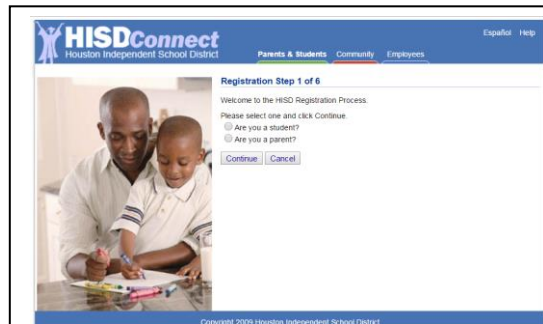 HISDConnect
Houston Independent School District
Español Help
Parents & Students Community Employees
Registration Step 1 of 6
Welcome to the HISD Registration Process.
Please select one and click Continue.
Are you a student?
Are you a parent?
Continue Cancel
Copyright 2009 Houston Independent School District